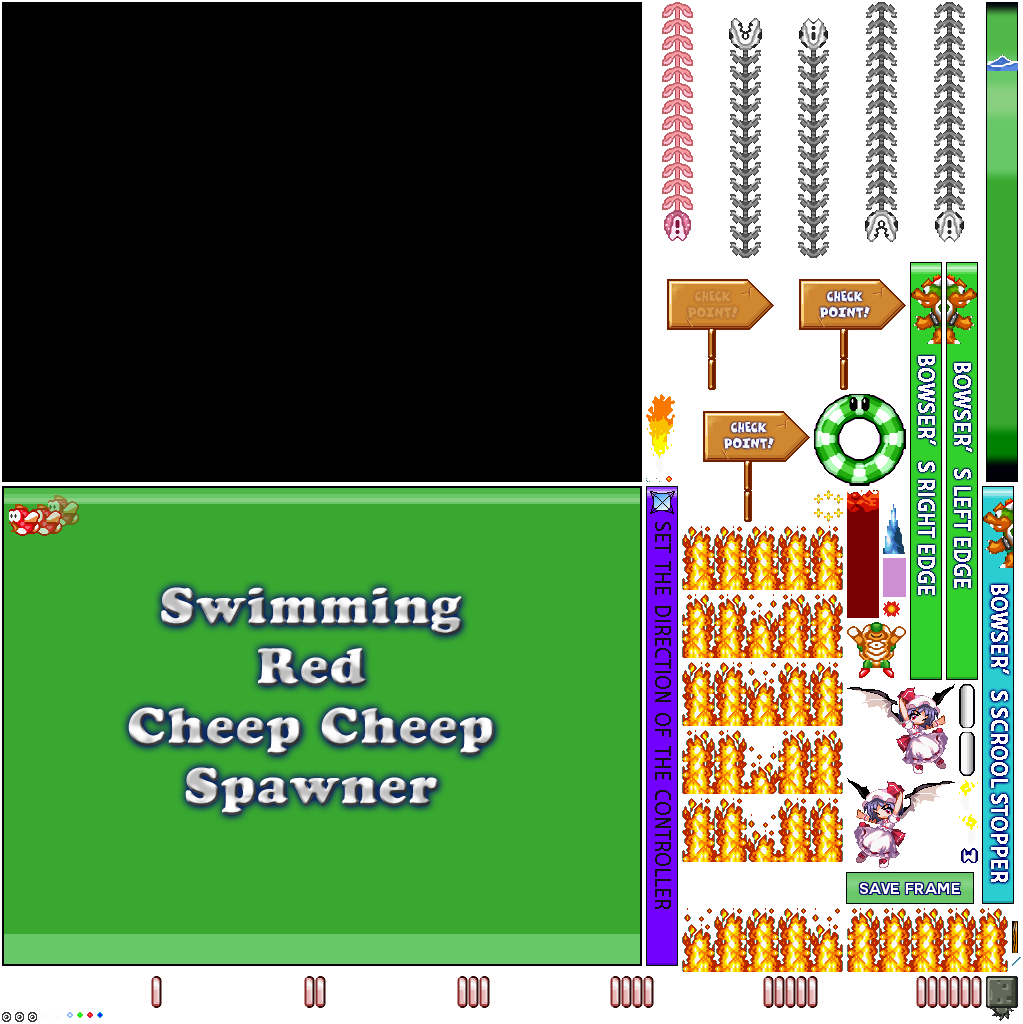 CHECK
POINT!
CHECK
POINT!
CHECK
POINT!
BOWSER' S RIGHT EDGE
BOWSER' S LEFT EDGE
Swimming
Red
Cheep Cheep
Spawner
SET THE DIRECTION OF THE CONTROLLER
BOWSER' S SCROOL STOPPER
SAVE FRAME